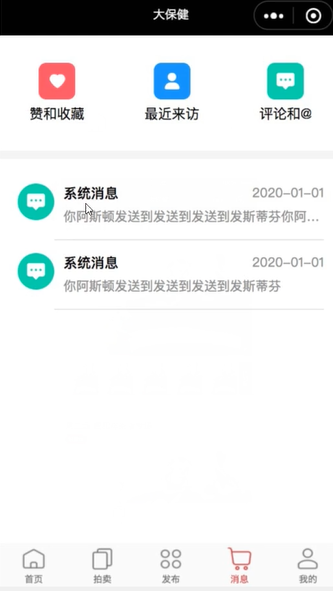 大保健
赞和收藏
最近来访
评论和@
系统消息
2020-01-01
你阿斯顿发送到发送到发送到发斯蒂芬你阿...
系统消息
2020-01-01
你阿斯顿发送到发送到发送到发斯蒂芬
首页
拍卖
发布
消息
我的